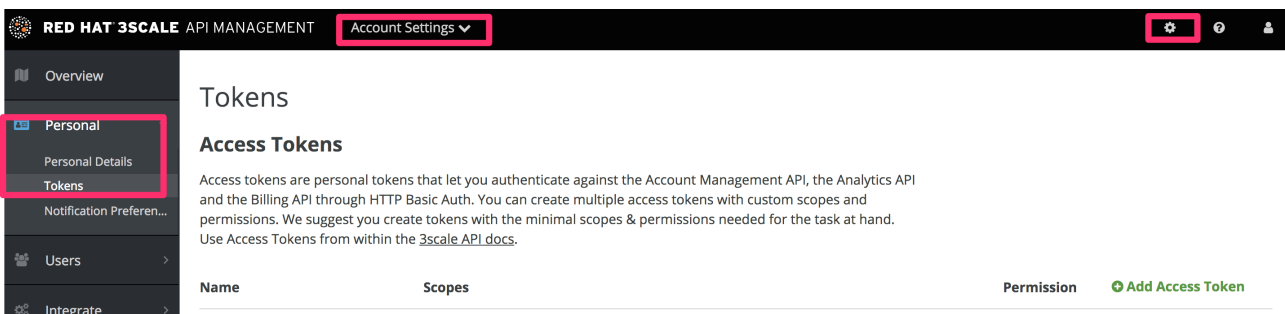 RED HAT 3SCALE API MANAGEMENT Account Settings
Overview
Personal
Personal Details
Tokens
Notification Preferen...
Users
Integrate
Tokens
Access Tokens
Access tokens are personal tokens that let you authenticate against the Account Management API, the Analytics API
and the Billing API through HTTP Basic Auth. You can create multiple access tokens with custom scopes and
permissions. We suggest you create tokens with the minimal scopes & permissions needed for the task at hand.
Use Access Tokens from within the 3scale API docs.
Name Scopes Permission Add Access Token